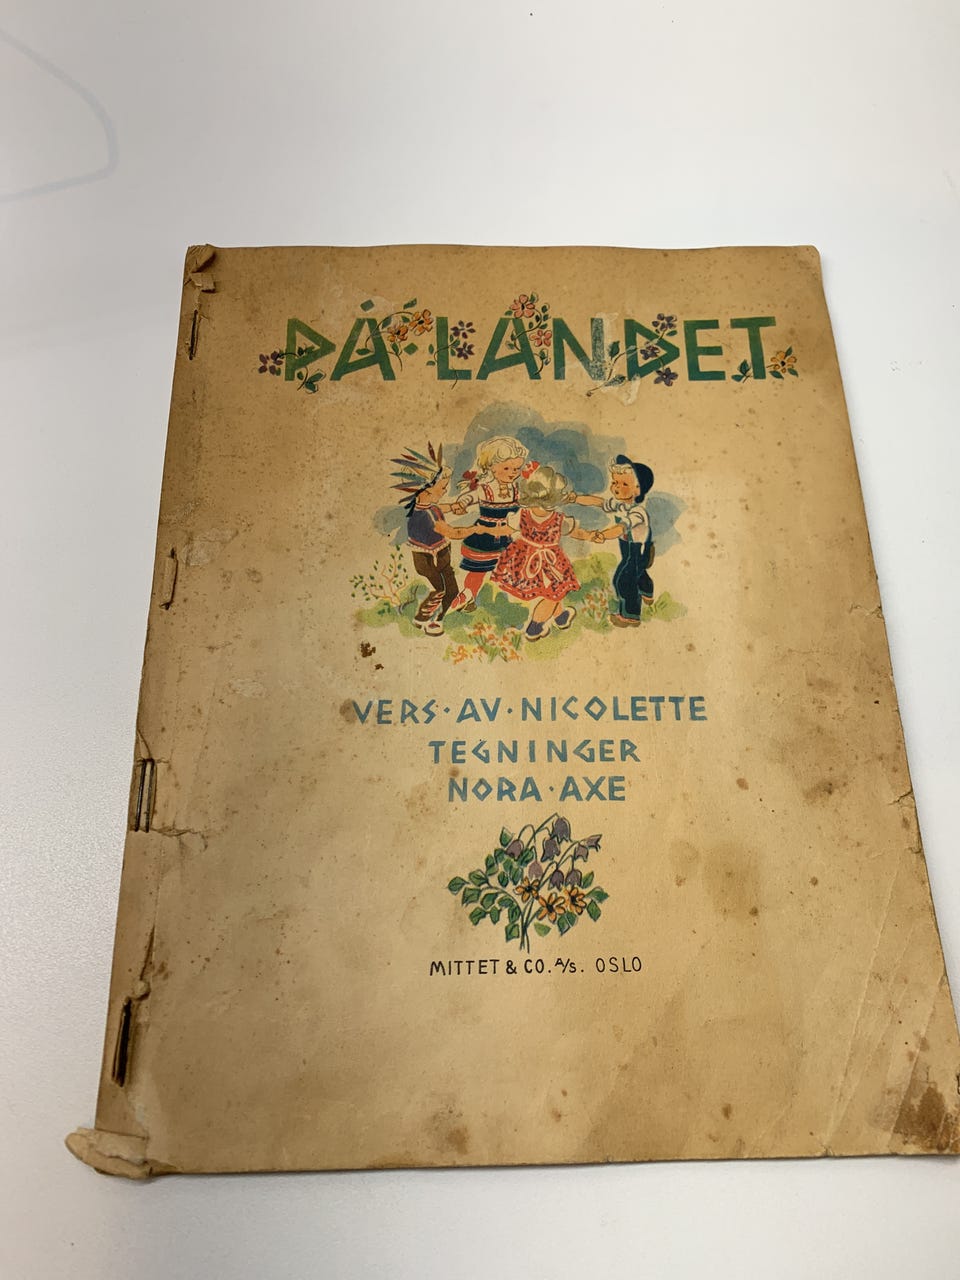 PÅ·LANDET
VERS·AV·NICOLETTE
TEGNINGER
NORA·AXE
MITTET & CO. A/S. OSLO